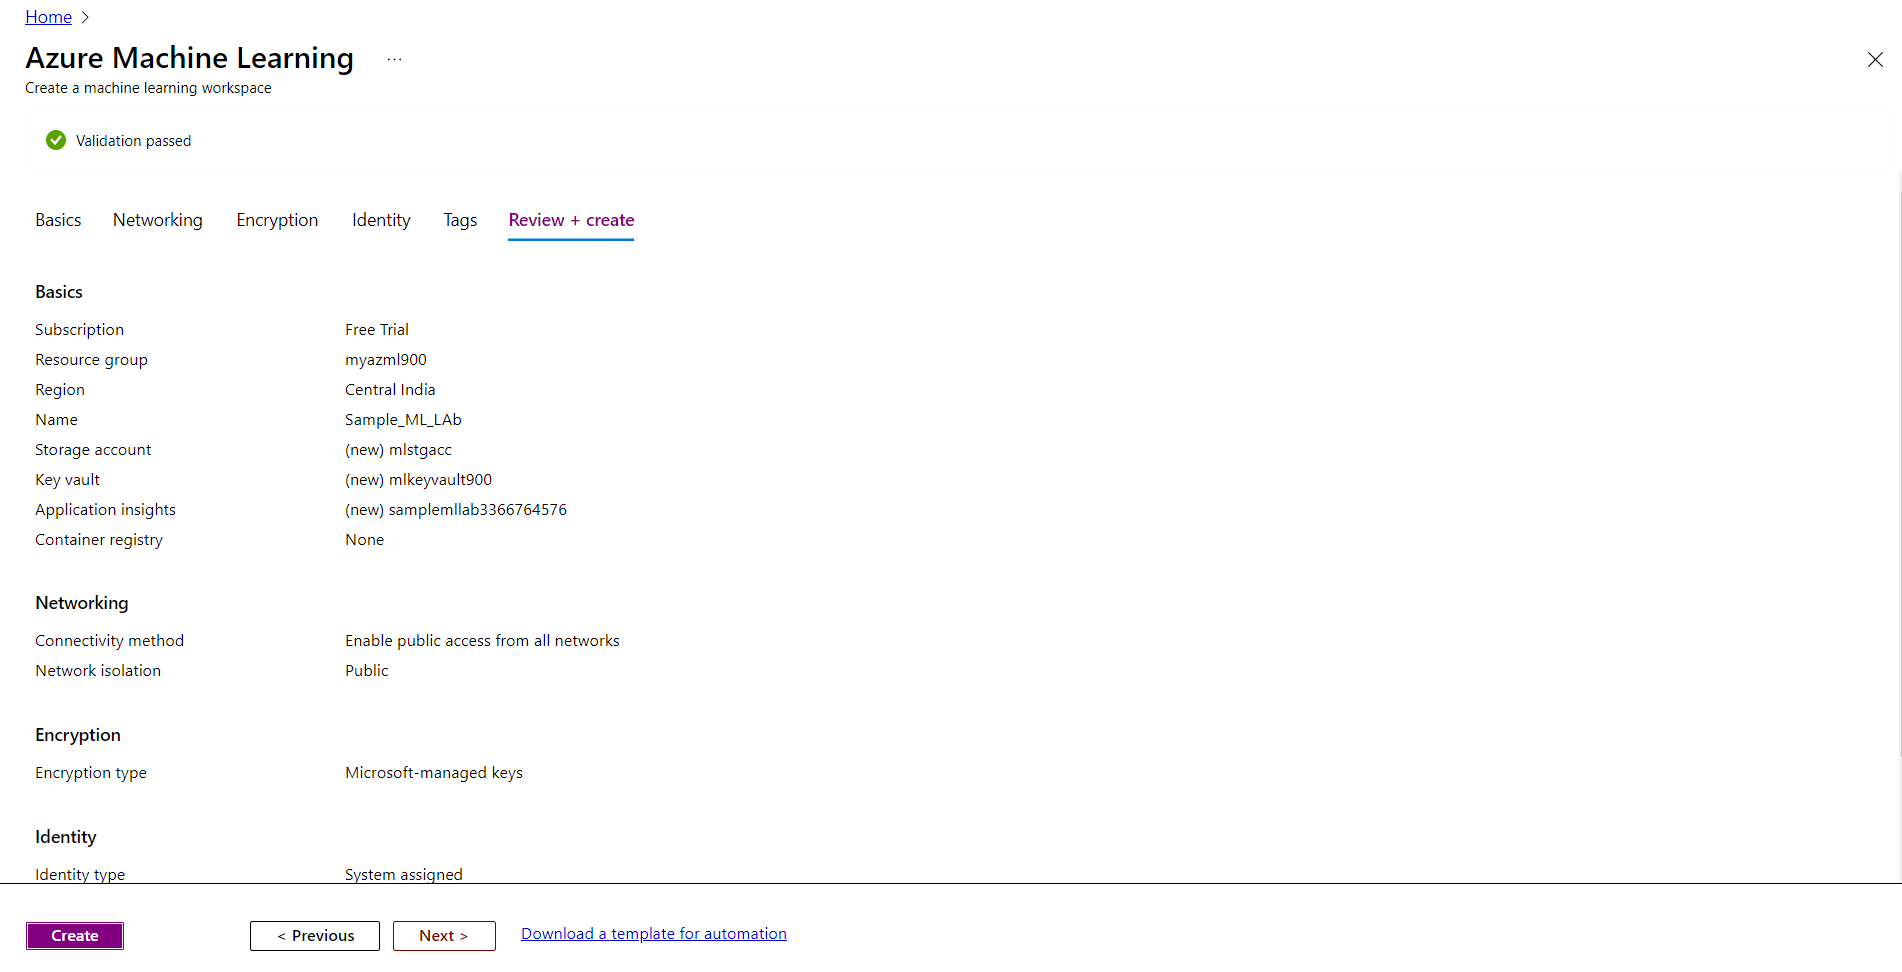 Home >
Azure Machine Learning ...
Create a machine learning workspace
Validation passed
Basics Networking Encryption Identity Tags Review + create
Basics
Subscription Free Trial
Resource group myazml900
Region Central India
Name Sample_ML_LAb
Storage account (new) mlstgacc
Key vault (new) mlkeyvault900
Application insights (new) samplemllab3366764576
Container registry None
Networking
Connectivity method Enable public access from all networks
Network isolation Public
Encryption
Encryption type Microsoft-managed keys
Identity
Identity type System assigned
Create < Previous Next > Download a template for automation